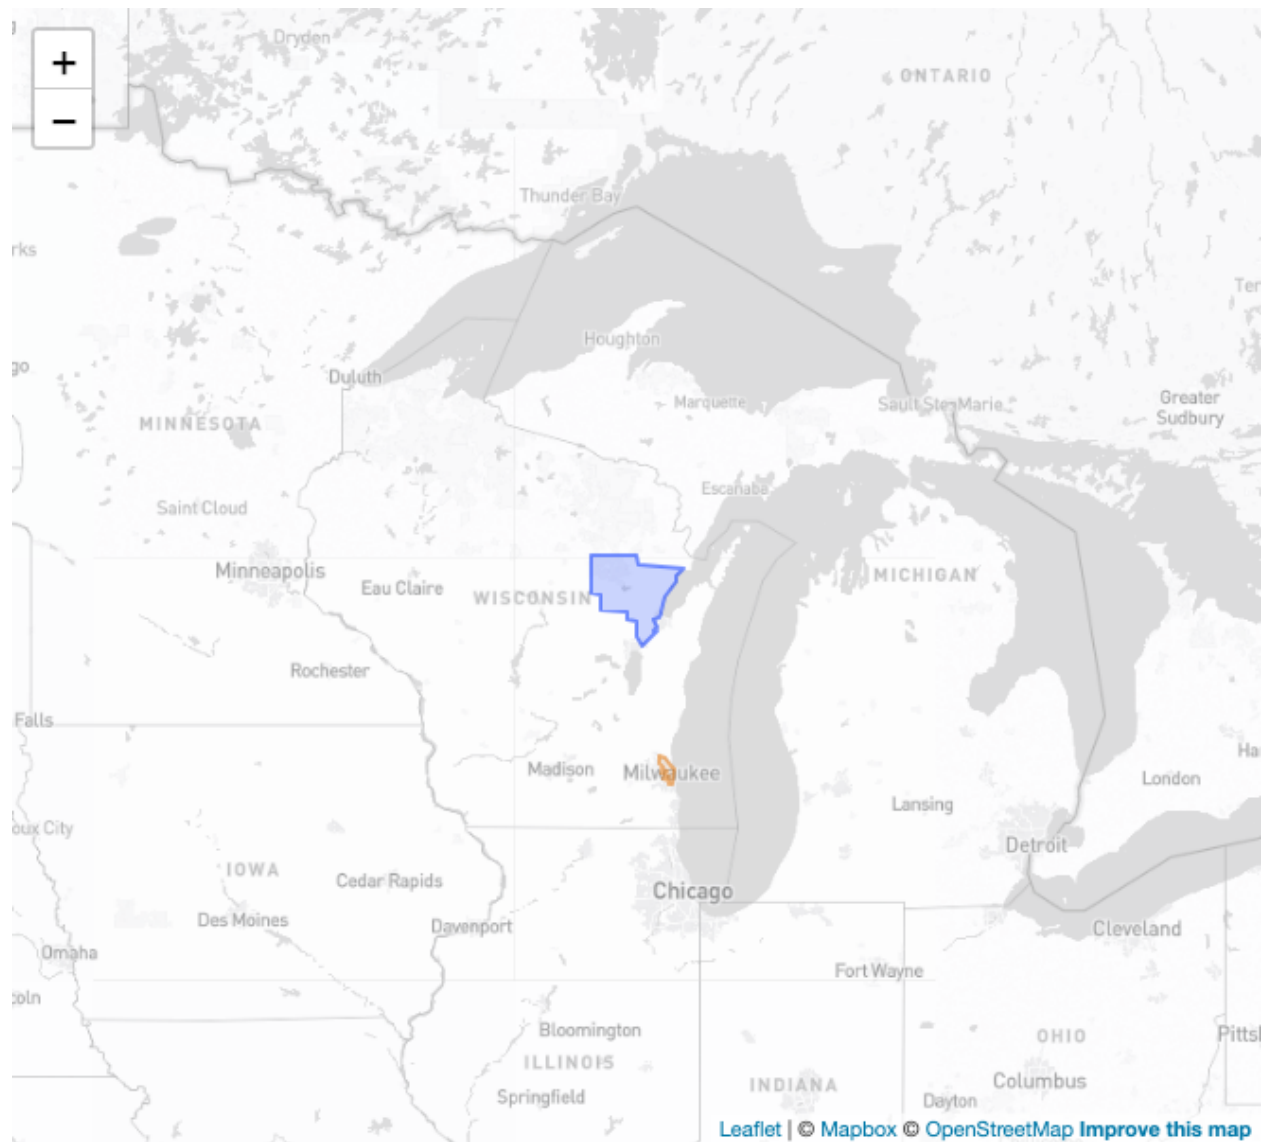 +
−
Dryden
ONTARIO
Thunder Bay
rks
Ter
Houghton
go
Duluth
Marquette
Sault Ste. Marie
Greater
Sudbury
MINNESOTA
Escanaba
Saint Cloud
Minneapolis
Eau Claire
WISCONSIN
MICHIGAN
Rochester
Falls
Ha
Madison
Milwaukee
London
Lansing
oux City
Detroit
IOWA
Cedar Rapids
Chicago
Des Moines
Davenport
Cleveland
Omaha
Fort Wayne
coln
Bloomington
OHIO
Pittsl
ILLINOIS
Springfield
INDIANA
Columbus
Dayton
Leaflet | © Mapbox © OpenStreetMap Improve this map